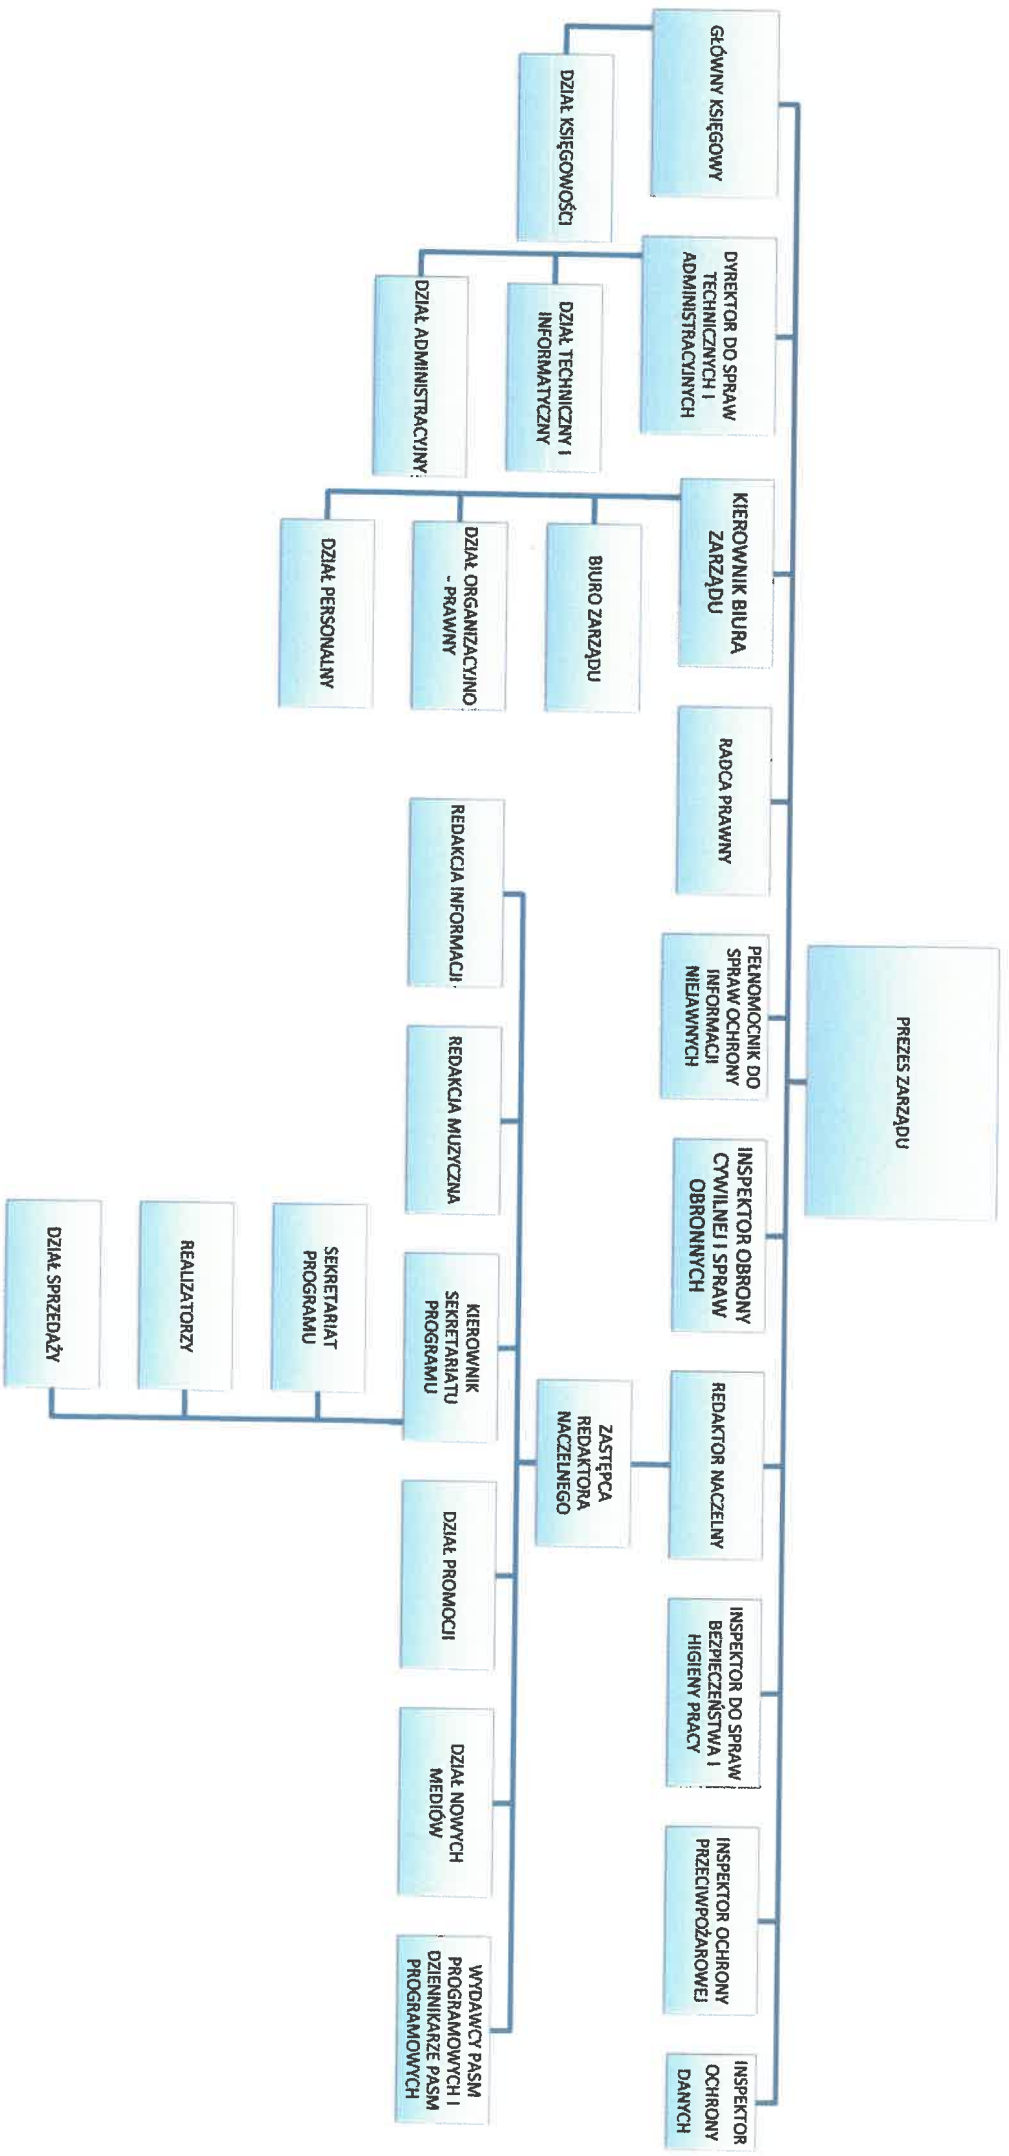 PREZES ZARZĄDU
GŁÓWNY KSIĘGOWY
DYREKTOR DO SPRAW
TECHNICZNYCH I
ADMINISTRACYJNYCH
KIEROWNIK BIURA
ZARZĄDU
RADCA PRAWNY
PEŁNOMOCNIK DO
SPRAW OCHRONY
INFORMACJI
NIEJAWNYCH
INSPEKTOR OBRONY
CYWILNEJ I SPRAW
OBRONNYCH
REDAKTOR NACZELNY
INSPEKTOR DO SPRAW
BEZPIECZEŃSTWA I
HIGIENY PRACY
INSPEKTOR OCHRONY
PRZECIWPOŻAROWEJ
INSPEKTOR
OCHRONY
DANYCH
DZIAŁ KSIĘGOWOŚCI
DZIAŁ TECHNICZNY I
INFORMATYCZNY
DZIAŁ ADMINISTRACYJNY
BIURO ZARZĄDU
DZIAŁ ORGANIZACYJNO
- PRAWNY
DZIAŁ PERSONALNY
ZASTĘPCA
REDAKTORA
NACZELNEGO
REDAKCJA INFORMACJI
REDAKCJA MUZYCZNA
KIEROWNIK
SEKRETARIATU
PROGRAMU
DZIAŁ PROMOCJI
DZIAŁ NOWYCH
MEDIÓW
WYDAWCY PASM
PROGRAMOWYCH I
DZIENNIKARZE PASM
PROGRAMOWYCH
SEKRETARIAT
PROGRAMU
REALIZATORZY
DZIAŁ SPRZEDAŻY